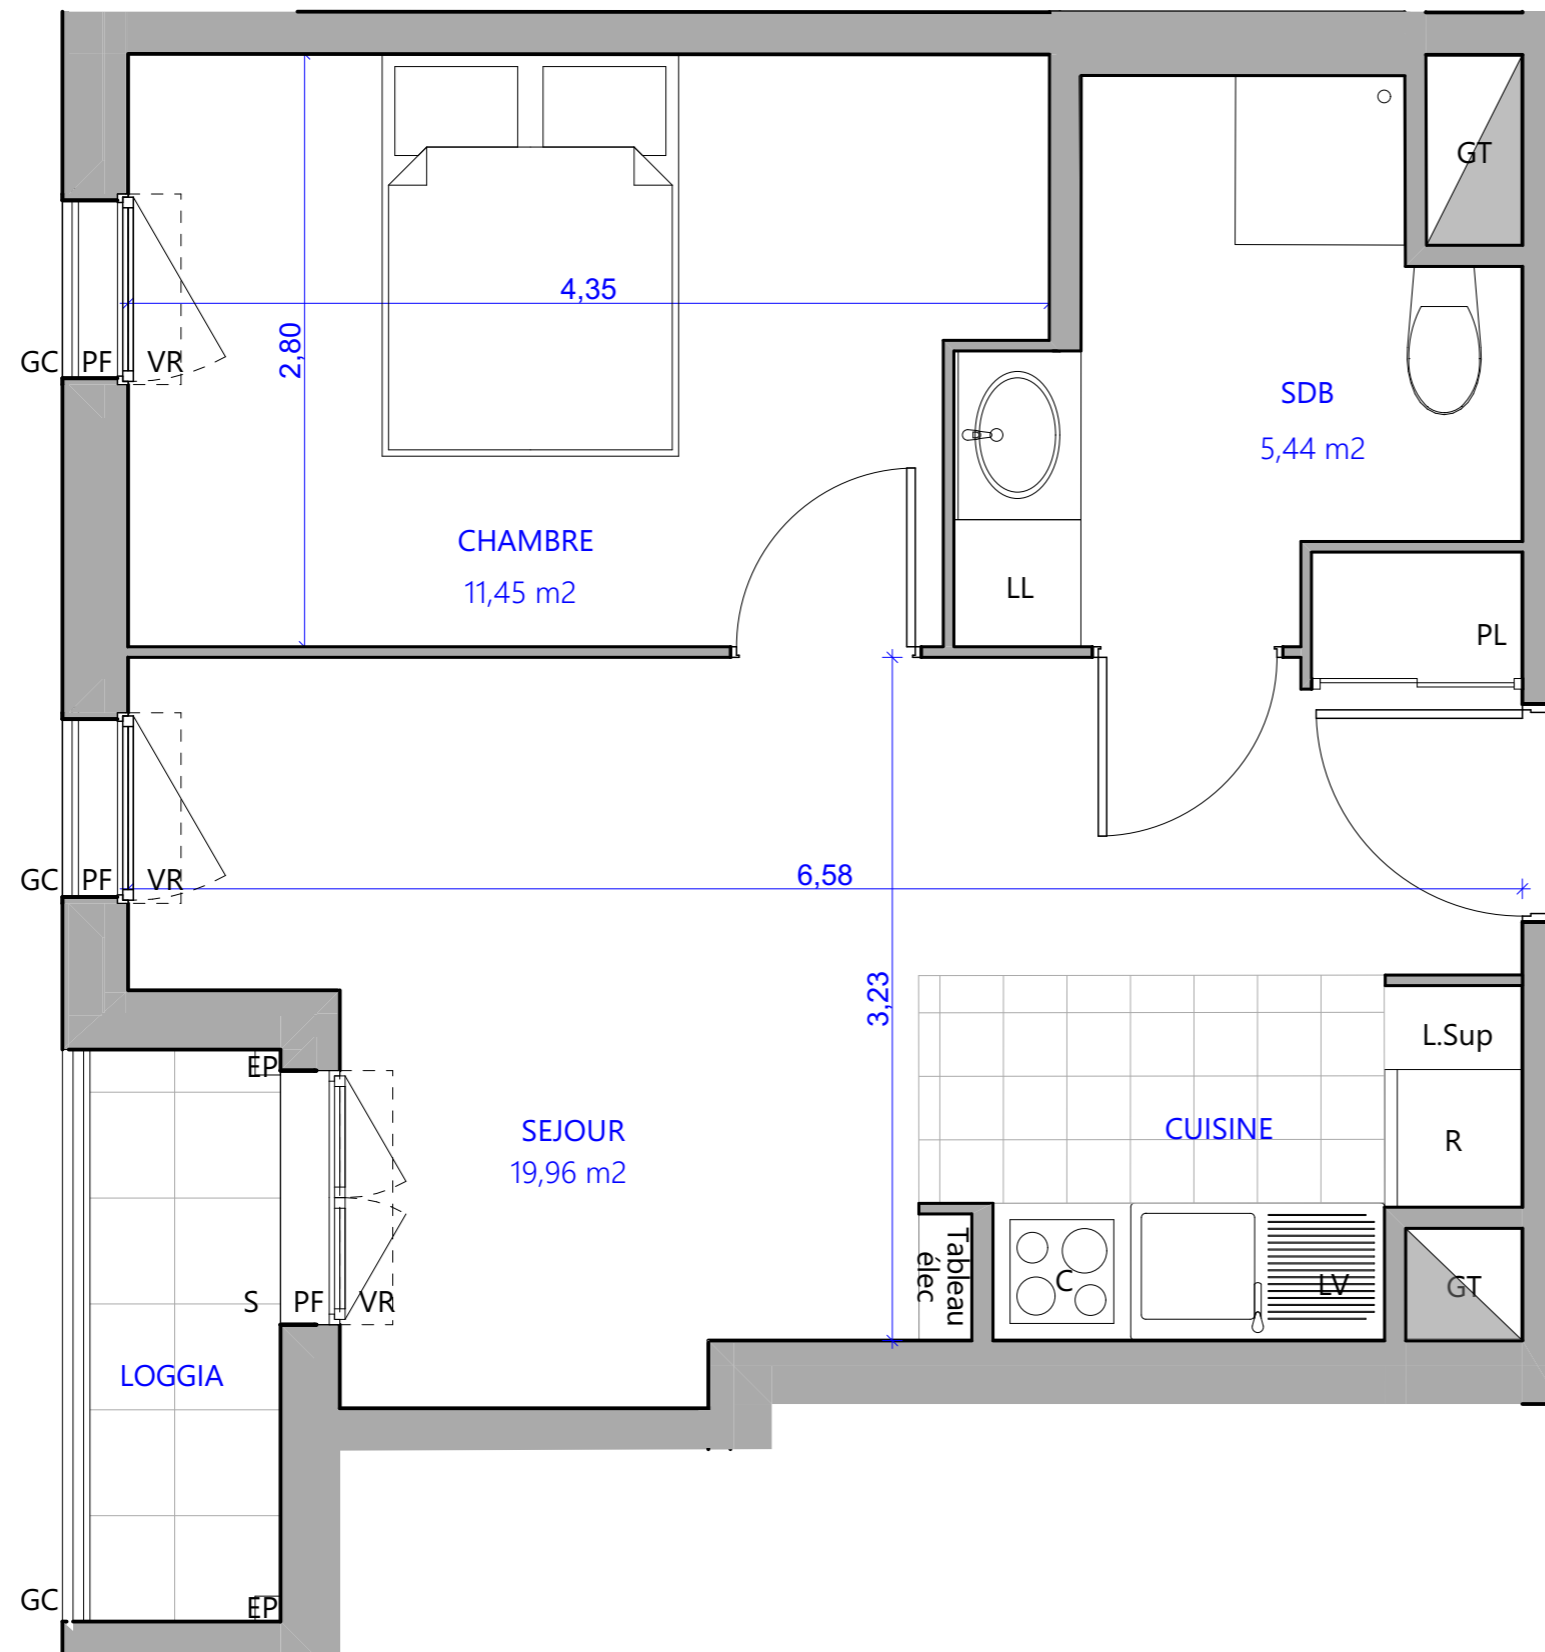 GT
4,35
2,80
GC PF VR
SDB
5,44 m2
CHAMBRE
11,45 m2
LL
PL
GC PF VR
6,58
3,23
L.Sup
EP
SEJOUR
19,96 m2
CUISINE
R
Tableau
élec
C
LV
GT
S PF VR
LOGGIA
GC
EP